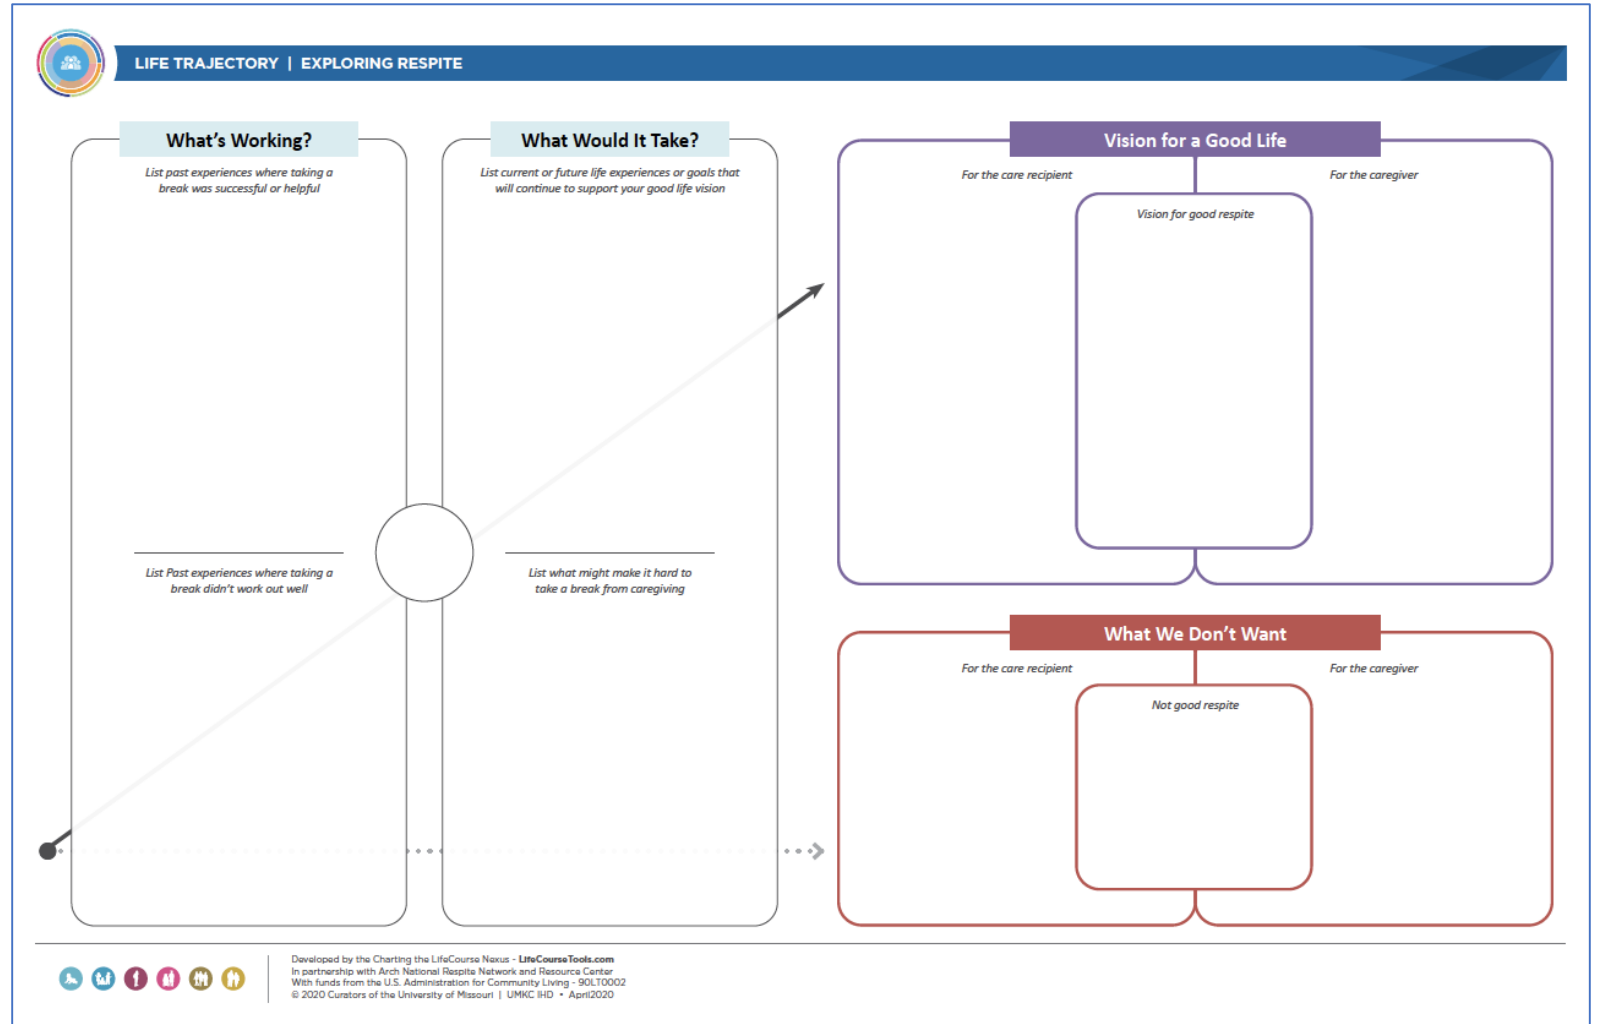 LIFE TRAJECTORY | EXPLORING RESPITE
What's Working?
List past experiences where taking a
break was successful or helpful
List Past experiences where taking a
break didn't work out well
What Would It Take?
List current or future life experiences or goals that
will continue to support your good life vision
List what might make it hard to
take a break from caregiving
Vision for a Good Life
For the care recipient
For the caregiver
Vision for good respite
What We Don't Want
For the care recipient
For the caregiver
Not good respite
Developed by the Charting the LifeCourse Nexus - LifeCourseTools.com
In partnership with Arch National Respite Network and Resource Center
With funds from the U.S. Administration for Community Living - 90LT0002
© 2020 Curators of the University of Missouri | UMKC IHD • April2020